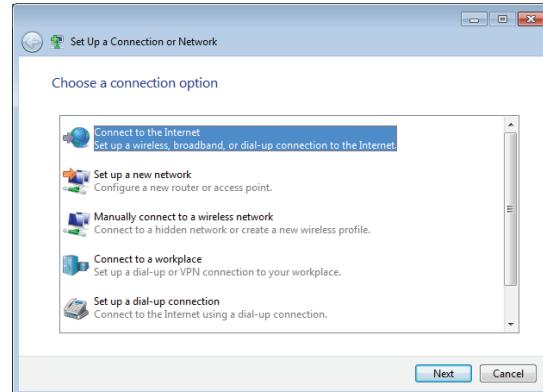 Set Up a Connection or Network
Choose a connection option
Connect to the Internet
Set up a wireless, broadband, or dial-up connection to the Internet.
Set up a new network
Configure a new router or access point.
Manually connect to a wireless network
Connect to a hidden network or create a new wireless profile.
Connect to a workplace
Set up a dial-up or VPN connection to your workplace.
Set up a dial-up connection
Connect to the Internet using a dial-up connection.
Next Cancel